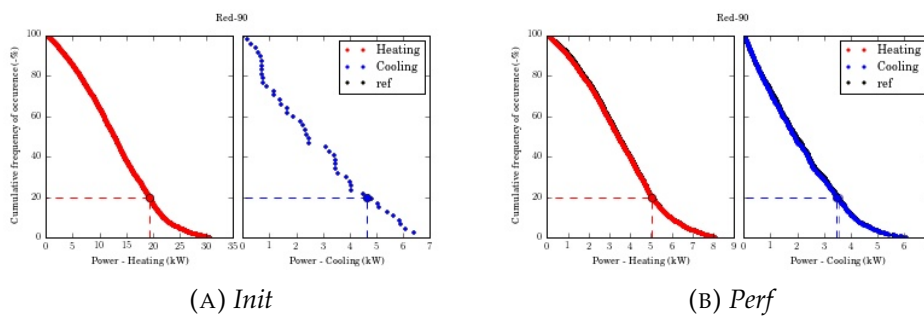 Red-90
Red-90
Cumulative frequency of occurence (-%)
100
80
60
40
20
0
0 5 10 15 20 25 30 35
Power - Heating (kW)
Heating
Cooling
ref
0 1 2 3 4 5 6 7
Power - Cooling (kW)
Cumulative frequency of occurence (-%)
100
80
60
40
20
0
0 1 2 3 4 5 6 7 8 9
Power - Heating (kW)
Heating
Cooling
ref
0 1 2 3 4 5 6
Power - Cooling (kW)
(A) Init
(B) Perf